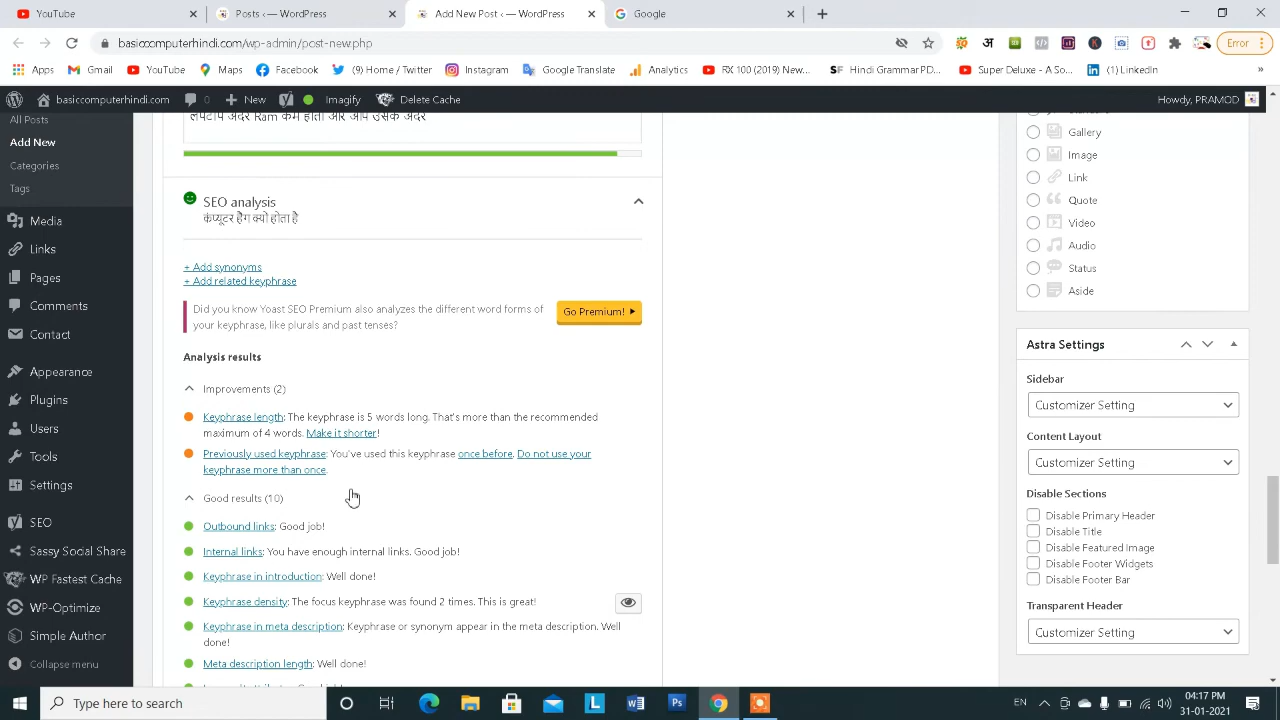 YouTube
Posts ‹ — WordPress
Add New Post ‹ — WordPress
Google
basiccomputerhindi.com/wp-admin/post-new.php
Error
Apps
Gmail
YouTube
Maps
Facebook
(9) Home / Twitter
Instagram
Google Translate
Analytics
RX 100 (2019) New...
Hindi Grammar PD...
Super Deluxe - A So...
(1) LinkedIn
basiccomputerhindi.com
0
New
Imagify
Delete Cache
Howdy, PRAMOD
All Posts
Add New
Categories
Tags
Media
Links
Pages
Comments
Contact
Appearance
Plugins
Users
Tools
Settings
SEO
Sassy Social Share
WP Fastest Cache
WP-Optimize
Simple Author
Collapse menu
लैपटॉप अंदर Ram कम होती और आप उसके अंदर
SEO analysis
कंप्यूटर हैंग क्यों होता है
+ Add synonyms
+ Add related keyphrase
Did you know Yoast SEO Premium also analyzes the different word forms of
your keyphrase, like plurals and past tenses?
Go Premium!
Analysis results
Improvements (2)
Keyphrase length: The keyphrase is 5 words long. That's more than the recommended
maximum of 4 words. Make it shorter!
Previously used keyphrase: You've used this keyphrase once before. Do not use your
keyphrase more than once.
Good results (10)
Outbound links: Good job!
Internal links: You have enough internal links. Good job!
Keyphrase in introduction: Well done!
Keyphrase density: The focus keyphrase was found 2 times. This is great!
Keyphrase in meta description: Keyphrase or synonym appear in the meta description. Well
done!
Meta description length: Well done!
Gallery
Image
Link
Quote
Video
Audio
Status
Aside
Astra Settings
Sidebar
Customizer Setting
Content Layout
Customizer Setting
Disable Sections
Disable Primary Header
Disable Title
Disable Featured Image
Disable Footer Widgets
Disable Footer Bar
Transparent Header
Customizer Setting
Type here to search
EN
04:17 PM
31-01-2021